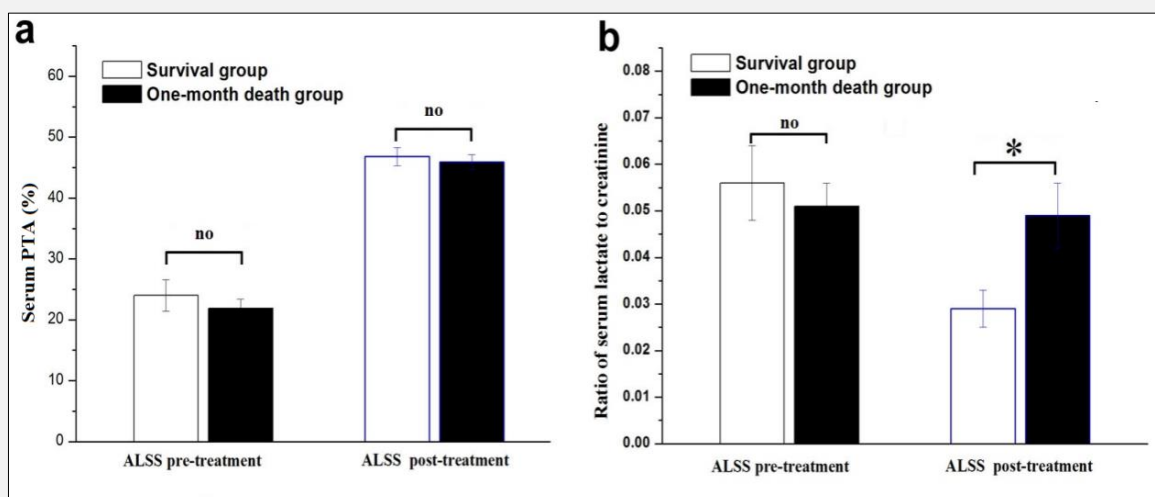 a
Survival group
One-month death group
Serum PTA (%)
60
50
40
30
20
10
0
no
no
ALSS pre-treatment
ALSS post-treatment
b
Survival group
One-month death group
Ratio of serum lactate to creatinine
0.08
0.07
0.06
0.05
0.04
0.03
0.02
0.01
0.00
no
*
ALSS pre-treatment
ALSS post-treatment